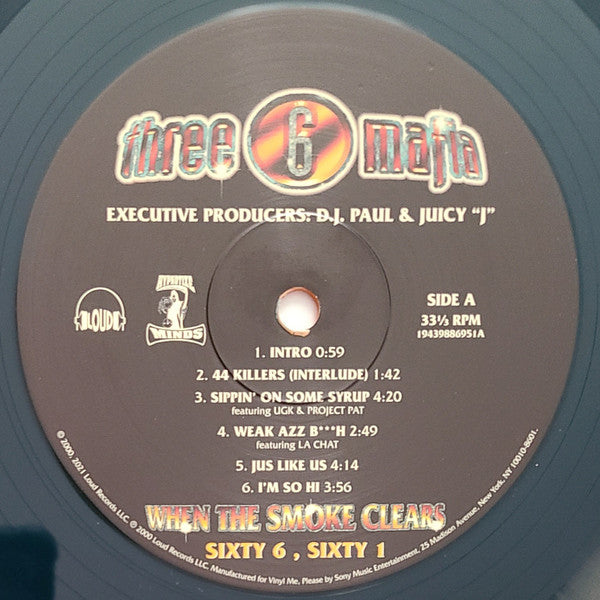 three 6 mafia
EXECUTIVE PRODUCERS: D.J. PAUL & JUICY "J"
LOUD
HYPNOTIZE
MINDS
SIDE A
33⅓ RPM
19439886951A
1. INTRO 0:59
2. 44 KILLERS (INTERLUDE) 1:42
3. SIPPIN' ON SOME SYRUP 4:20
featuring UGK & PROJECT PAT
4. WEAK AZZ B***H 2:49
featuring LA CHAT
5. JUS LIKE US 4:14
6. I'M SO HI 3:56
WHEN THE SMOKE CLEARS
SIXTY 6, SIXTY 1
© 2000, 2021 Loud Records LLC. ℗ 2000 Loud Records LLC. Manufactured for Vinyl Me, Please by Sony Music Entertainment, 25 Madison Avenue, New York, NY 10010-8601.